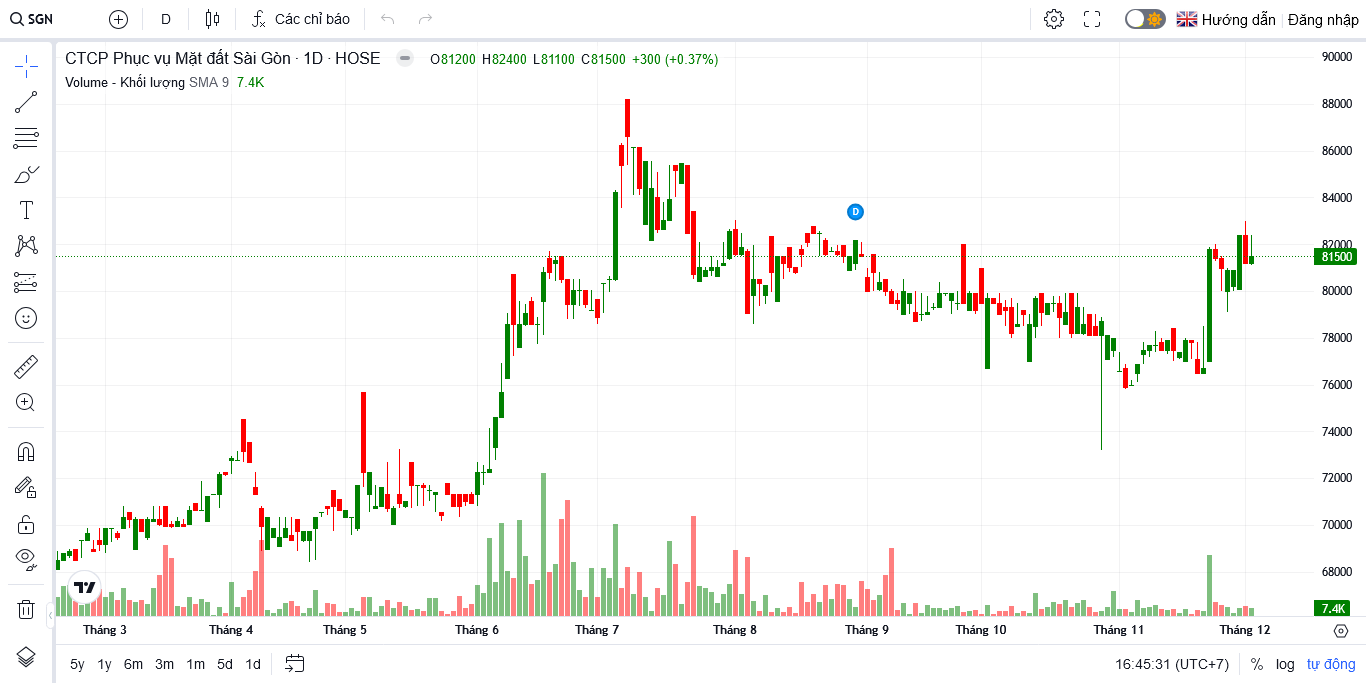 SGN D Các chỉ báo Hướng dẫn Đăng nhập
CTCP Phục vụ Mặt đất Sài Gòn · 1D · HOSE O81200 H82400 L81100 C81500 +300 (+0.37%)
Volume - Khối lượng SMA 9 7.4K
90000
88000
86000
84000
D
82000
81500
80000
78000
76000
74000
72000
70000
68000
7.4K
Tháng 3 Tháng 4 Tháng 5 Tháng 6 Tháng 7 Tháng 8 Tháng 9 Tháng 10 Tháng 11 Tháng 12
5y 1y 6m 3m 1m 5d 1d 16:45:31 (UTC+7) % log tự động